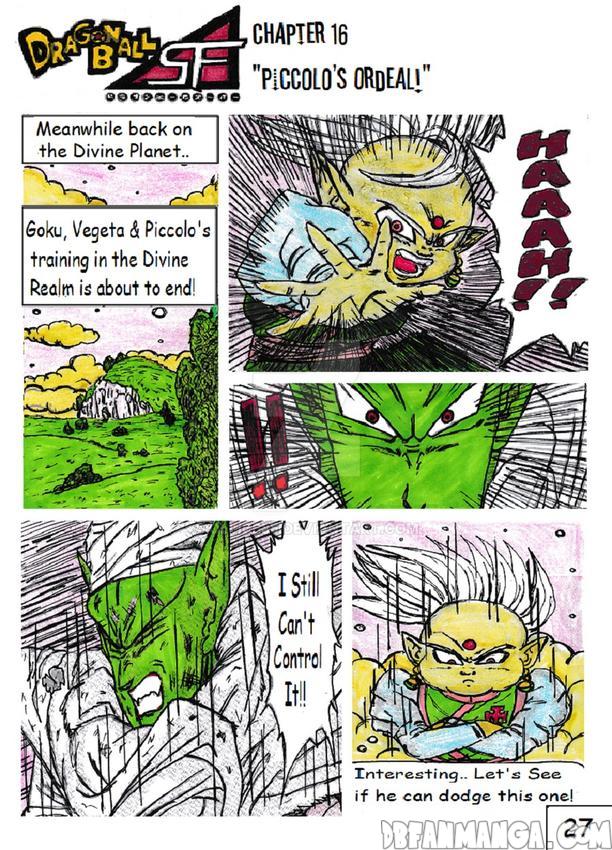 DRAGON BALL SF
CHAPTER 16
"PICCOLO'S ORDEAL!"
Meanwhile back on
the Divine Planet..
Goku, Vegeta & Piccolo's
training in the Divine
Realm is about to end!
HAAAAH!!
!!
I Still
Can't
Control
It!!
Interesting.. Let's See
if he can dodge this one!
27
DBFANMANGA.COM